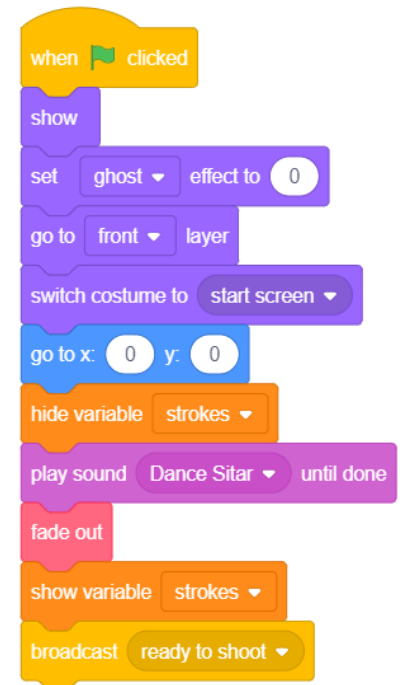 when clicked
show
set ghost effect to 0
go to front layer
switch costume to start screen
go to x: 0 y: 0
hide variable strokes
play sound Dance Sitar until done
fade out
show variable strokes
broadcast ready to shoot